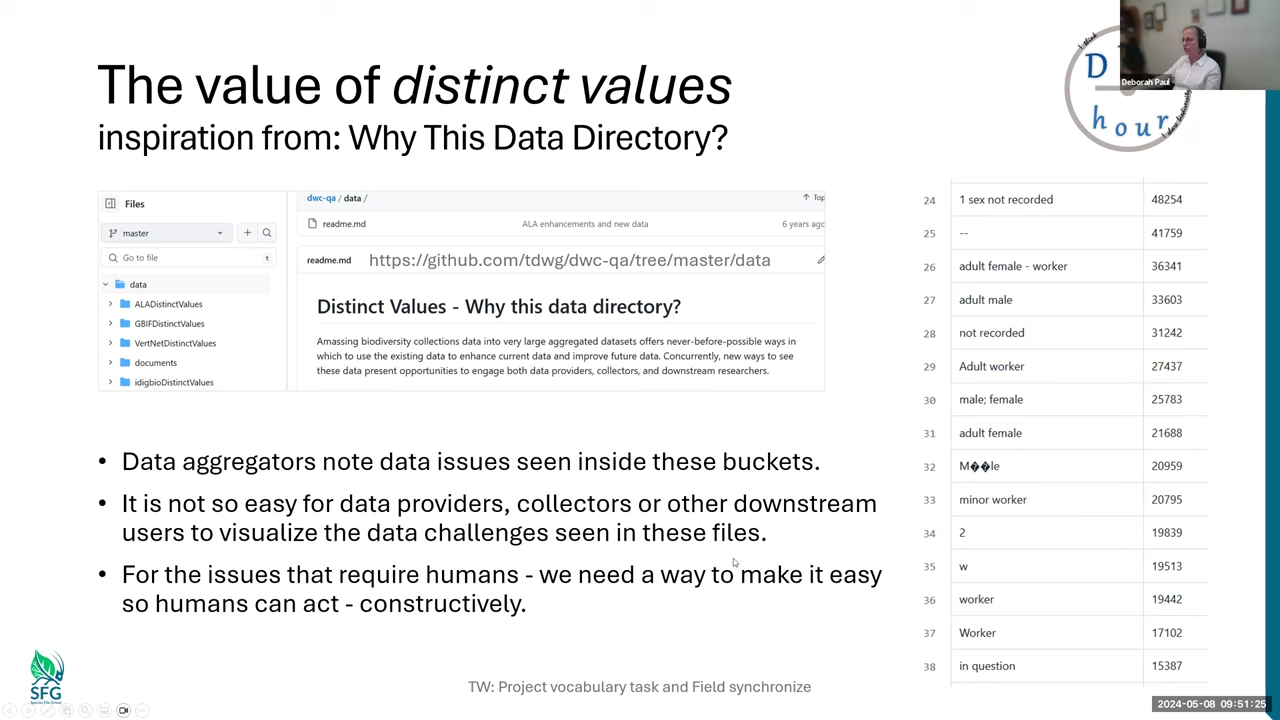 The value of distinct values
inspiration from: Why This Data Directory?
D
hour
I think
Deborah Paul
Files
master
Go to file
t
data
ALADistinctValues
GBIFDistinctValues
VertNetDistinctValues
documents
idigbioDistinctValues
dwc-qa / data /
Top
readme.md
ALA enhancements and new data
6 years ago
readme.md
https://github.com/tdwg/dwc-qa/tree/master/data
Distinct Values - Why this data directory?
Amassing biodiversity collections data into very large aggregated datasets offers never-before-possible ways in
which to use the existing data to enhance current data and improve future data. Concurrently, new ways to see
these data present opportunities to engage both data providers, collectors, and downstream researchers.
• Data aggregators note data issues seen inside these buckets.
• It is not so easy for data providers, collectors or other downstream
users to visualize the data challenges seen in these files.
• For the issues that require humans - we need a way to make it easy
so humans can act - constructively.
24 1 sex not recorded 48254
25 -- 41759
26 adult female - worker 36341
27 adult male 33603
28 not recorded 31242
29 Adult worker 27437
30 male; female 25783
31 adult female 21688
32 M��le 20959
33 minor worker 20795
34 2 19839
35 w 19513
36 worker 19442
37 Worker 17102
38 in question 15387
SFG
Species File Group
TW: Project vocabulary task and Field synchronize
2024-05-08 09:51:25